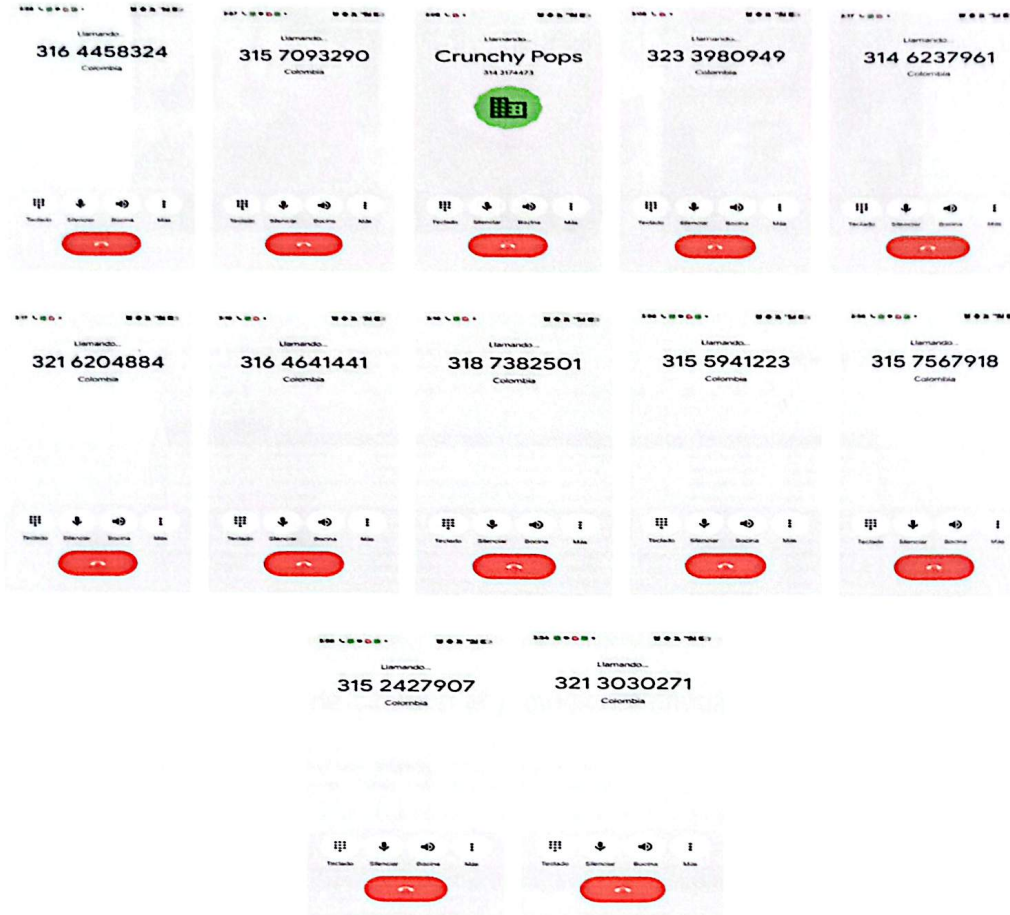 Llamando...
316 4458324
Colombia
Teclado Silenciar Bocina Más
Llamando...
315 7093290
Colombia
Teclado Silenciar Bocina Más
Llamando...
Crunchy Pops
314 2174473
Teclado Silenciar Bocina Más
Llamando...
323 3980949
Colombia
Teclado Silenciar Bocina Más
Llamando...
314 6237961
Colombia
Teclado Silenciar Bocina Más
Llamando...
321 6204884
Colombia
Teclado Silenciar Bocina Más
Llamando...
316 4641441
Colombia
Teclado Silenciar Bocina Más
Llamando...
318 7382501
Colombia
Teclado Silenciar Bocina Más
Llamando...
315 5941223
Colombia
Teclado Silenciar Bocina Más
Llamando...
315 7567918
Colombia
Teclado Silenciar Bocina Más
Llamando...
315 2427907
Colombia
Teclado Silenciar Bocina Más
Llamando...
321 3030271
Colombia
Teclado Silenciar Bocina Más